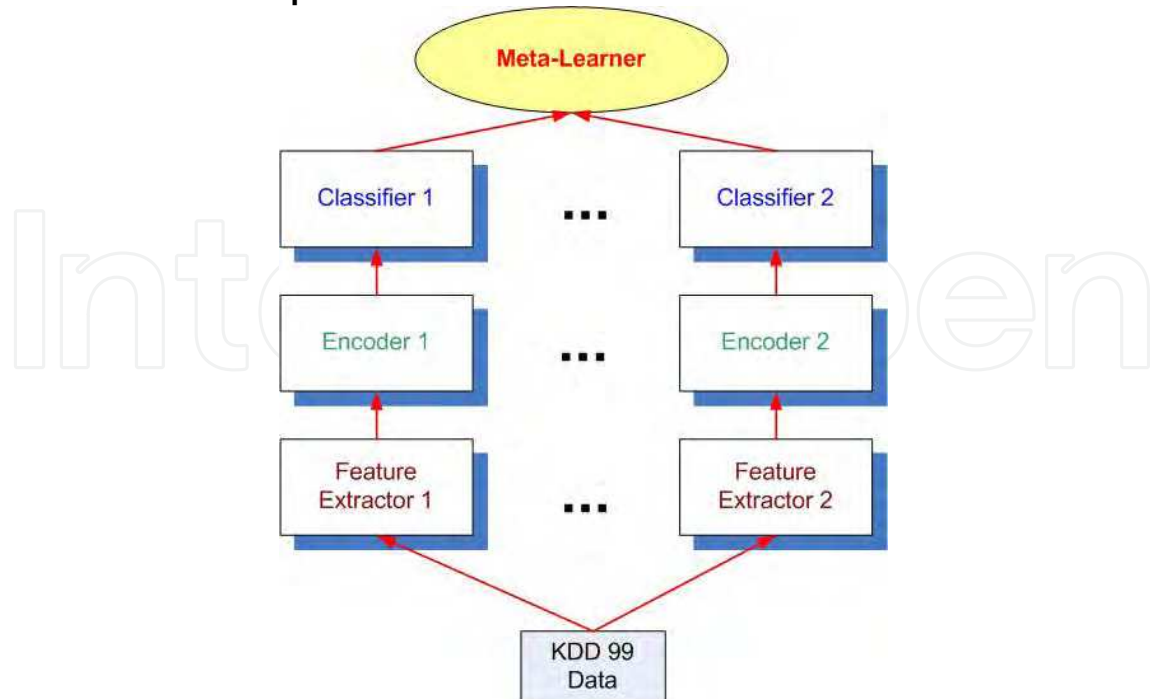 Meta-Learner
Classifier 1
...
Classifier 2
Encoder 1
...
Encoder 2
Feature
Extractor 1
...
Feature
Extractor 2
KDD 99
Data